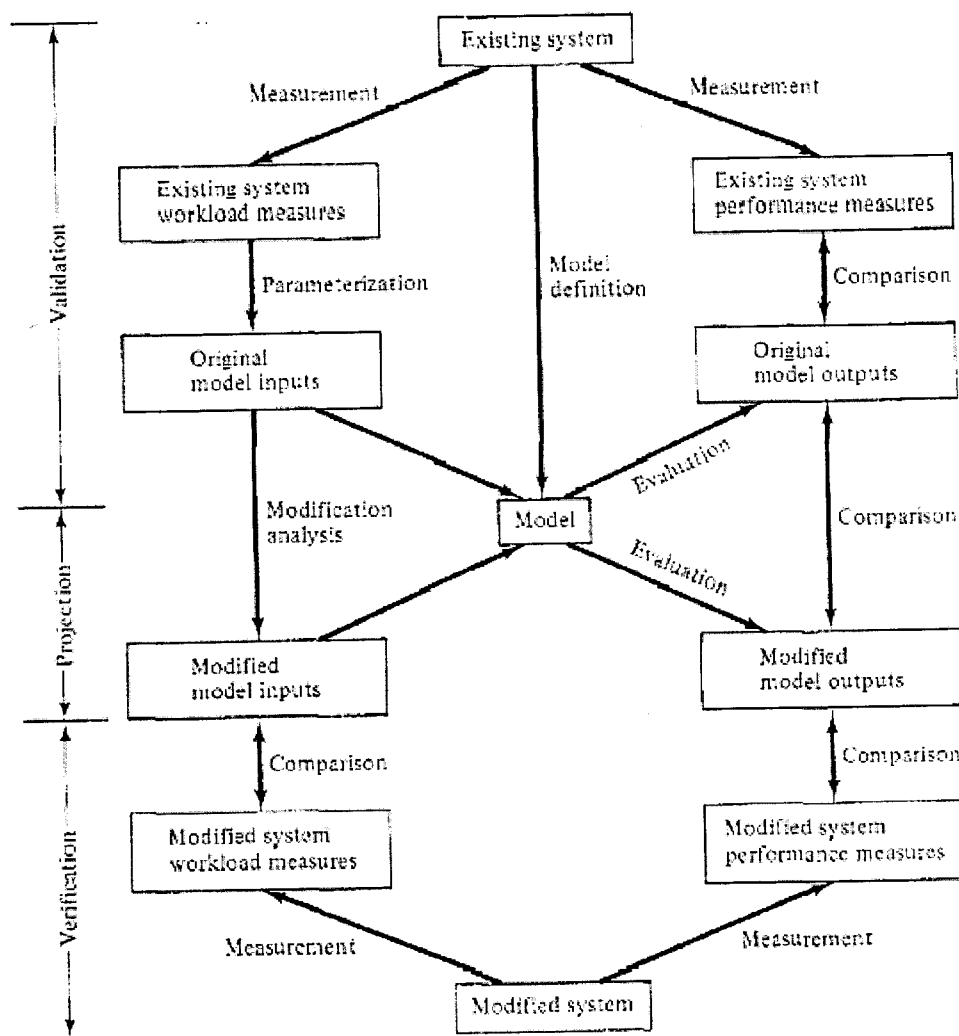 Existing system
Measurement
Measurement
Existing system
workload measures
Existing system
performance measures
Validation
Parameterization
Model
definition
Comparison
Original
model inputs
Original
model outputs
Evaluation
Modification
analysis
Model
Comparison
Evaluation
Projection
Modified
model inputs
Modified
model outputs
Comparison
Comparison
Modified system
workload measures
Modified system
performance measures
Verification
Measurement
Measurement
Modified system